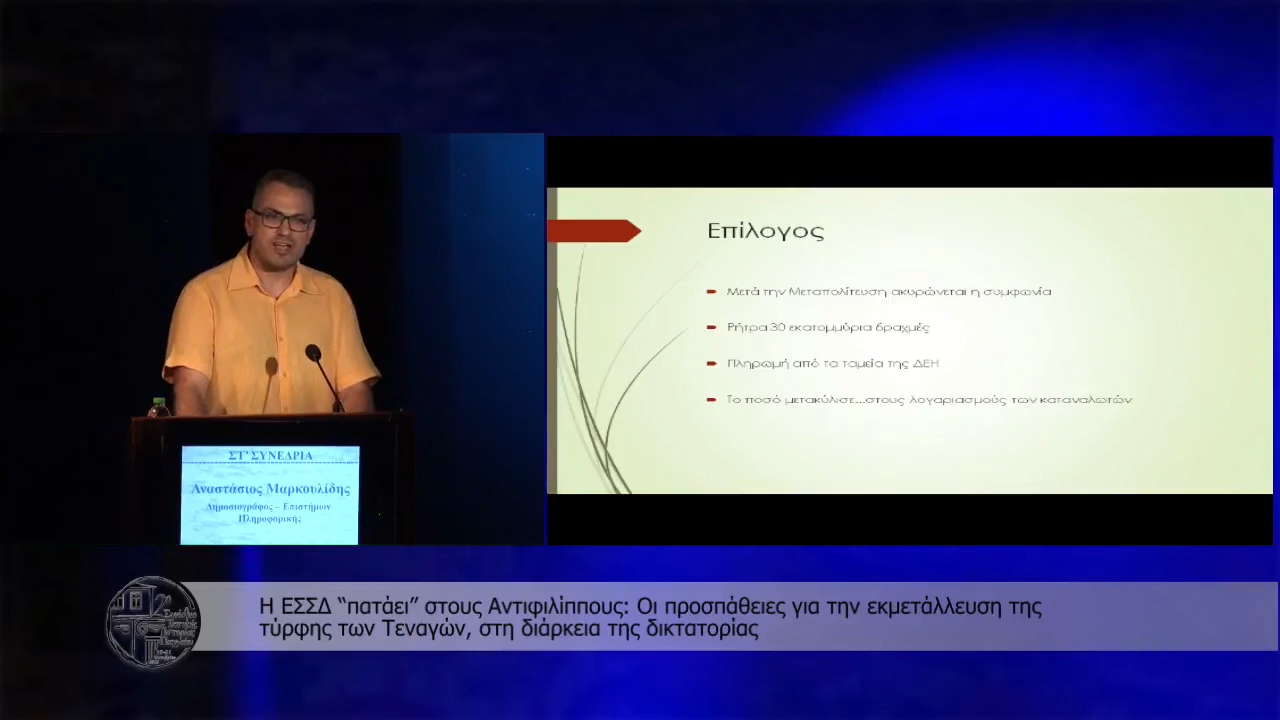 Επίλογος
Μετά την Μεταπολίτευση ακυρώνεται η συμφωνία
Ρήτρα 30 εκατομμύρια δραχμές
Πληρωμή από τα ταμεία της ΔΕΗ
Το ποσό μετακύλισε...στους λογαριασμούς των καταναλωτών
ΣΤ' ΣΥΝΕΔΡΙΑ
Αναστάσιος Μαρκουλίδης
Δημοσιογράφος – Επιστήμων
Πληροφορικής
Η ΕΣΣΔ “πατάει” στους Αντιφιλίππους: Οι προσπάθειες για την εκμετάλλευση της
τύρφης των Τεναγών, στη διάρκεια της δικτατορίας